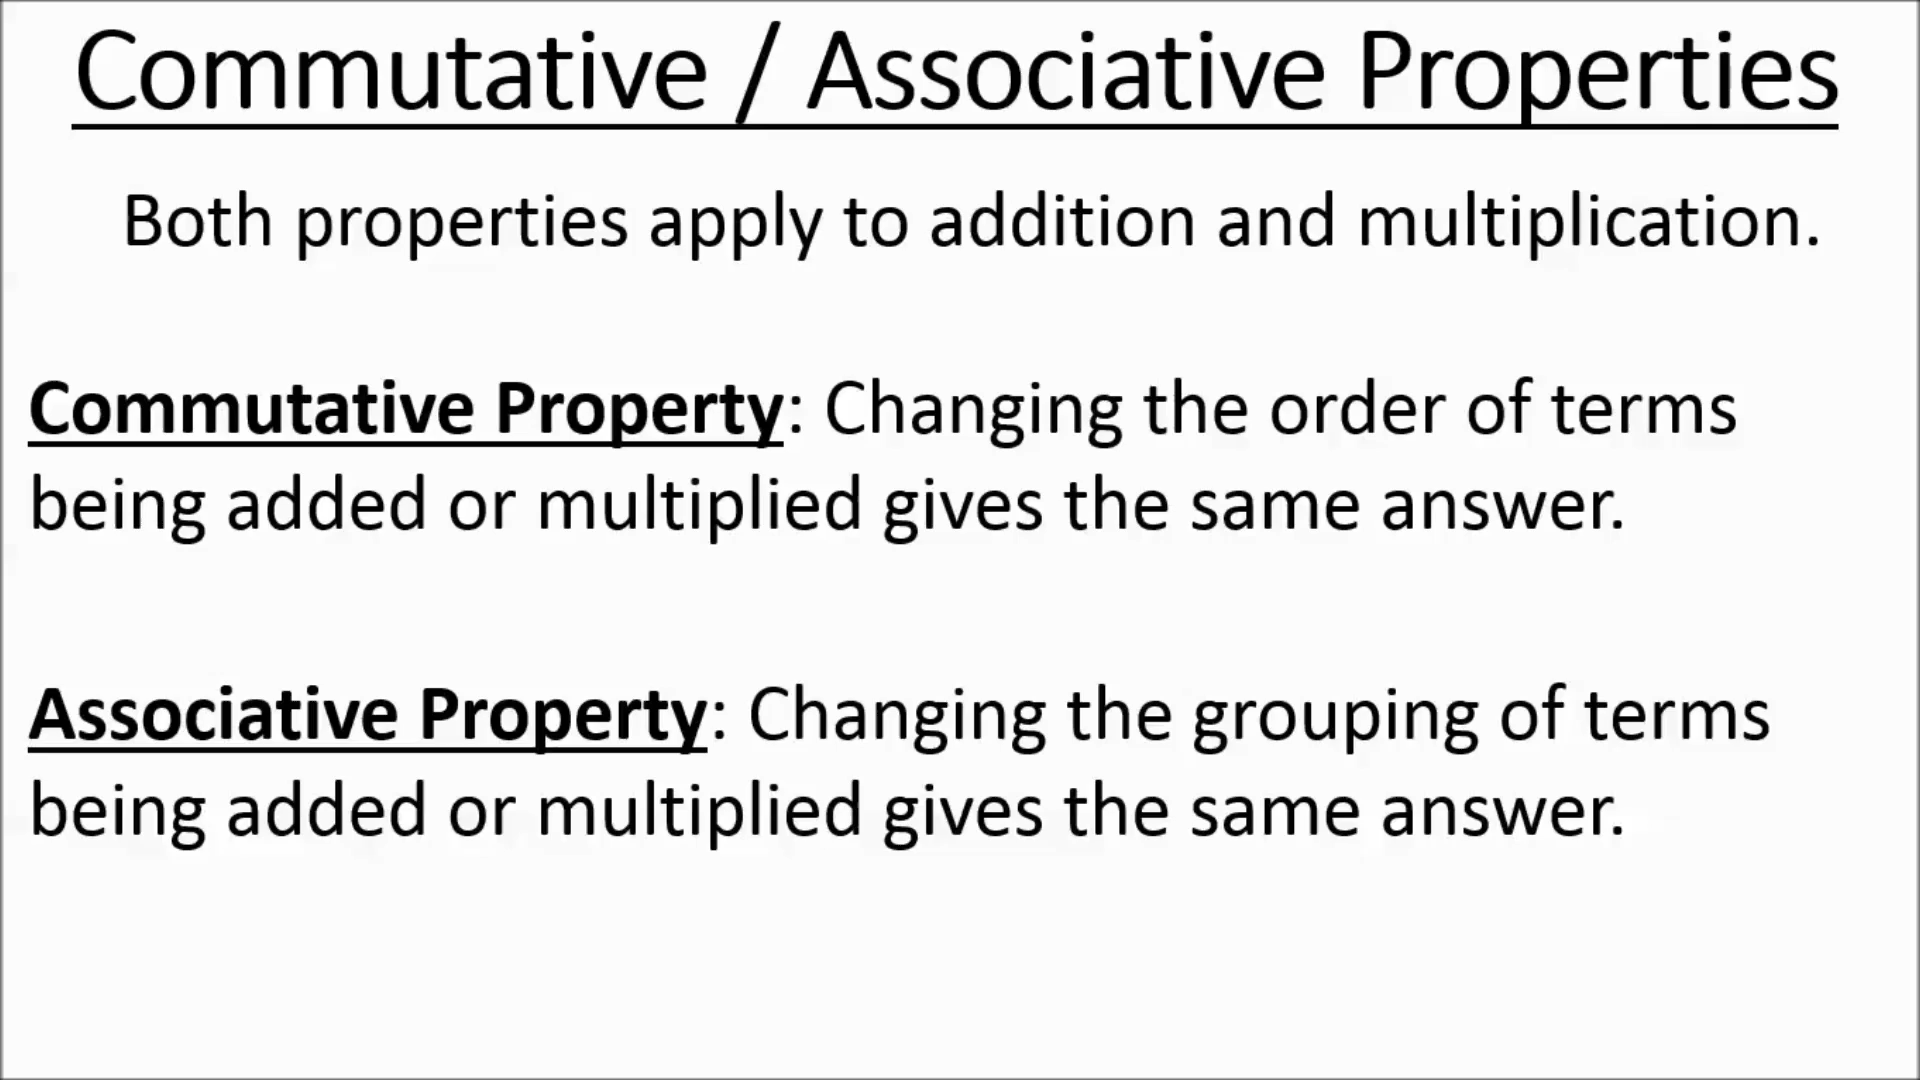 Commutative / Associative Properties
Both properties apply to addition and multiplication.
Commutative Property: Changing the order of terms
being added or multiplied gives the same answer.
Associative Property: Changing the grouping of terms
being added or multiplied gives the same answer.